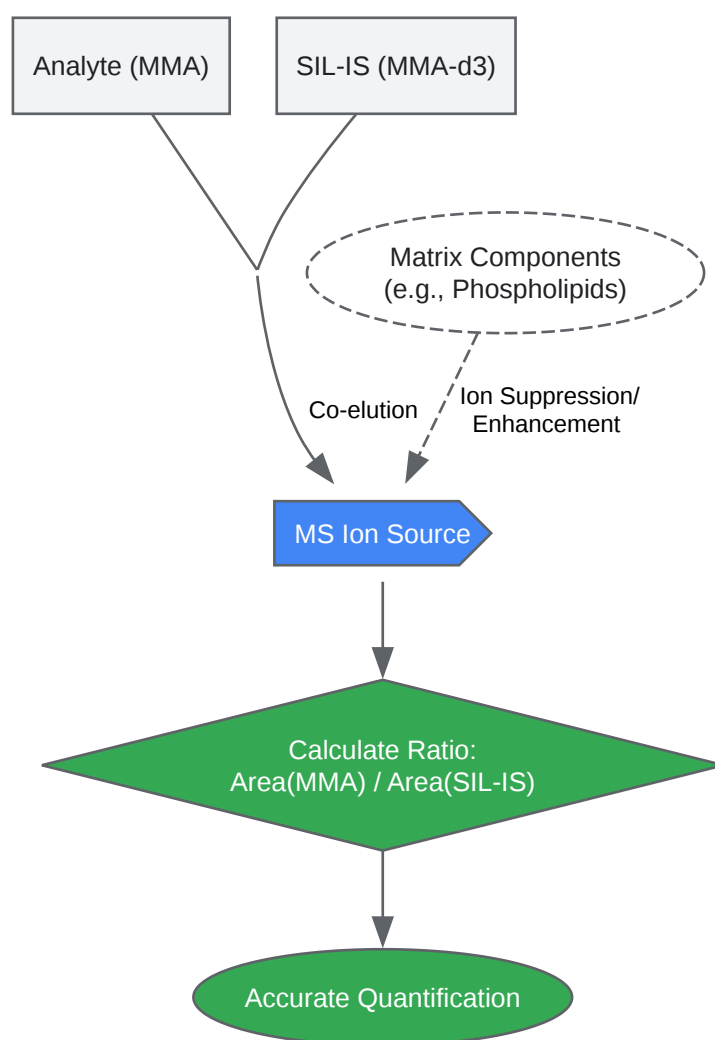 Analyte (MMA)
SIL-IS (MMA-d3)
Matrix Components
(e.g., Phospholipids)
Co-elution
Ion Suppression/
Enhancement
MS Ion Source
Calculate Ratio:
Area(MMA) / Area(SIL-IS)
Accurate Quantification